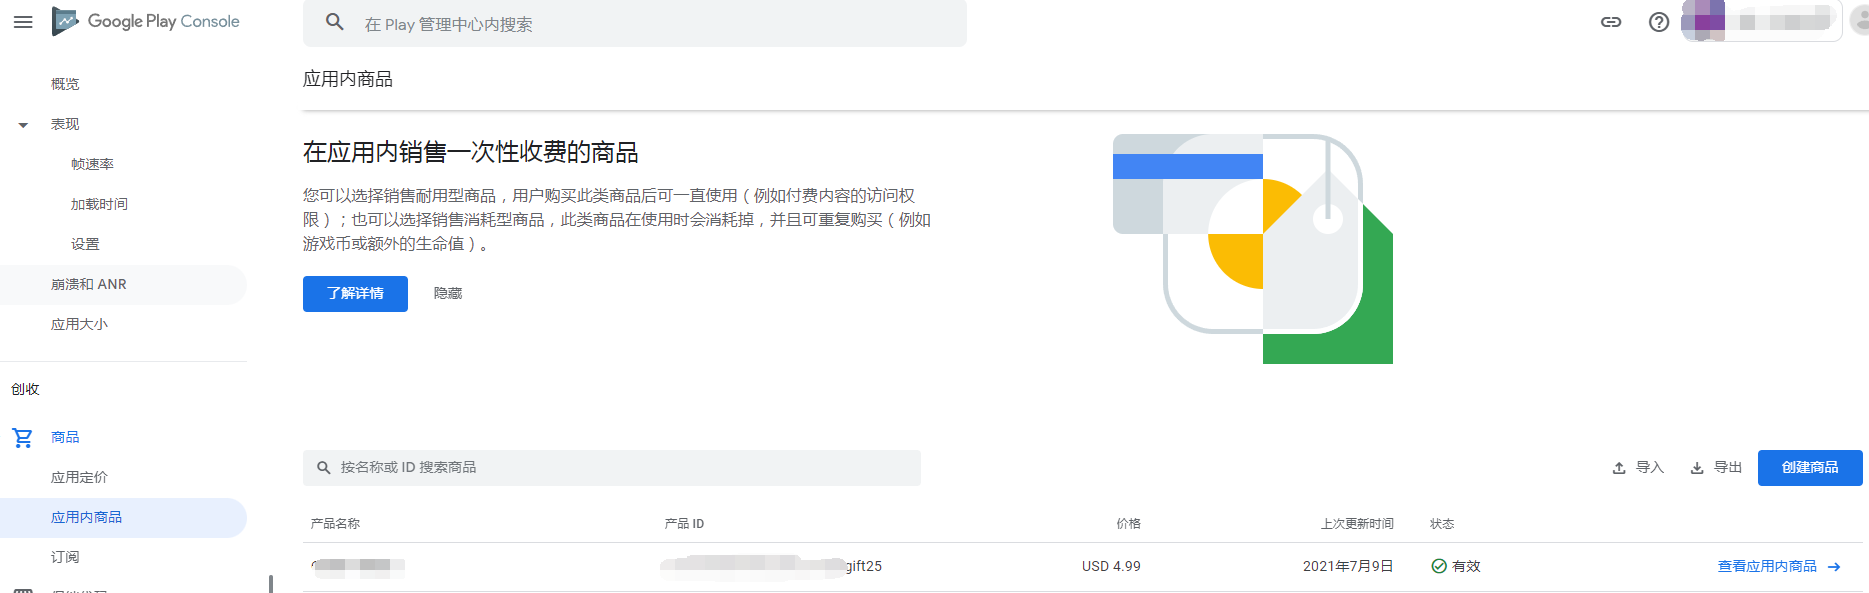 Google Play Console
在 Play 管理中心内搜索
概览
表现
帧速率
加载时间
设置
崩溃和 ANR
应用大小
创收
商品
应用定价
应用内商品
订阅
应用内商品
在应用内销售一次性收费的商品
您可以选择销售耐用型商品，用户购买此类商品后可一直使用（例如付费内容的访问权
限）；也可以选择销售消耗型商品，此类商品在使用时会消耗掉，并且可重复购买（例如
游戏币或额外的生命值）。
了解详情 隐藏
按名称或 ID 搜索商品 导入 导出 创建商品
产品名称 产品 ID 价格 上次更新时间 状态
gift25 USD 4.99 2021年7月9日 有效 查看应用内商品